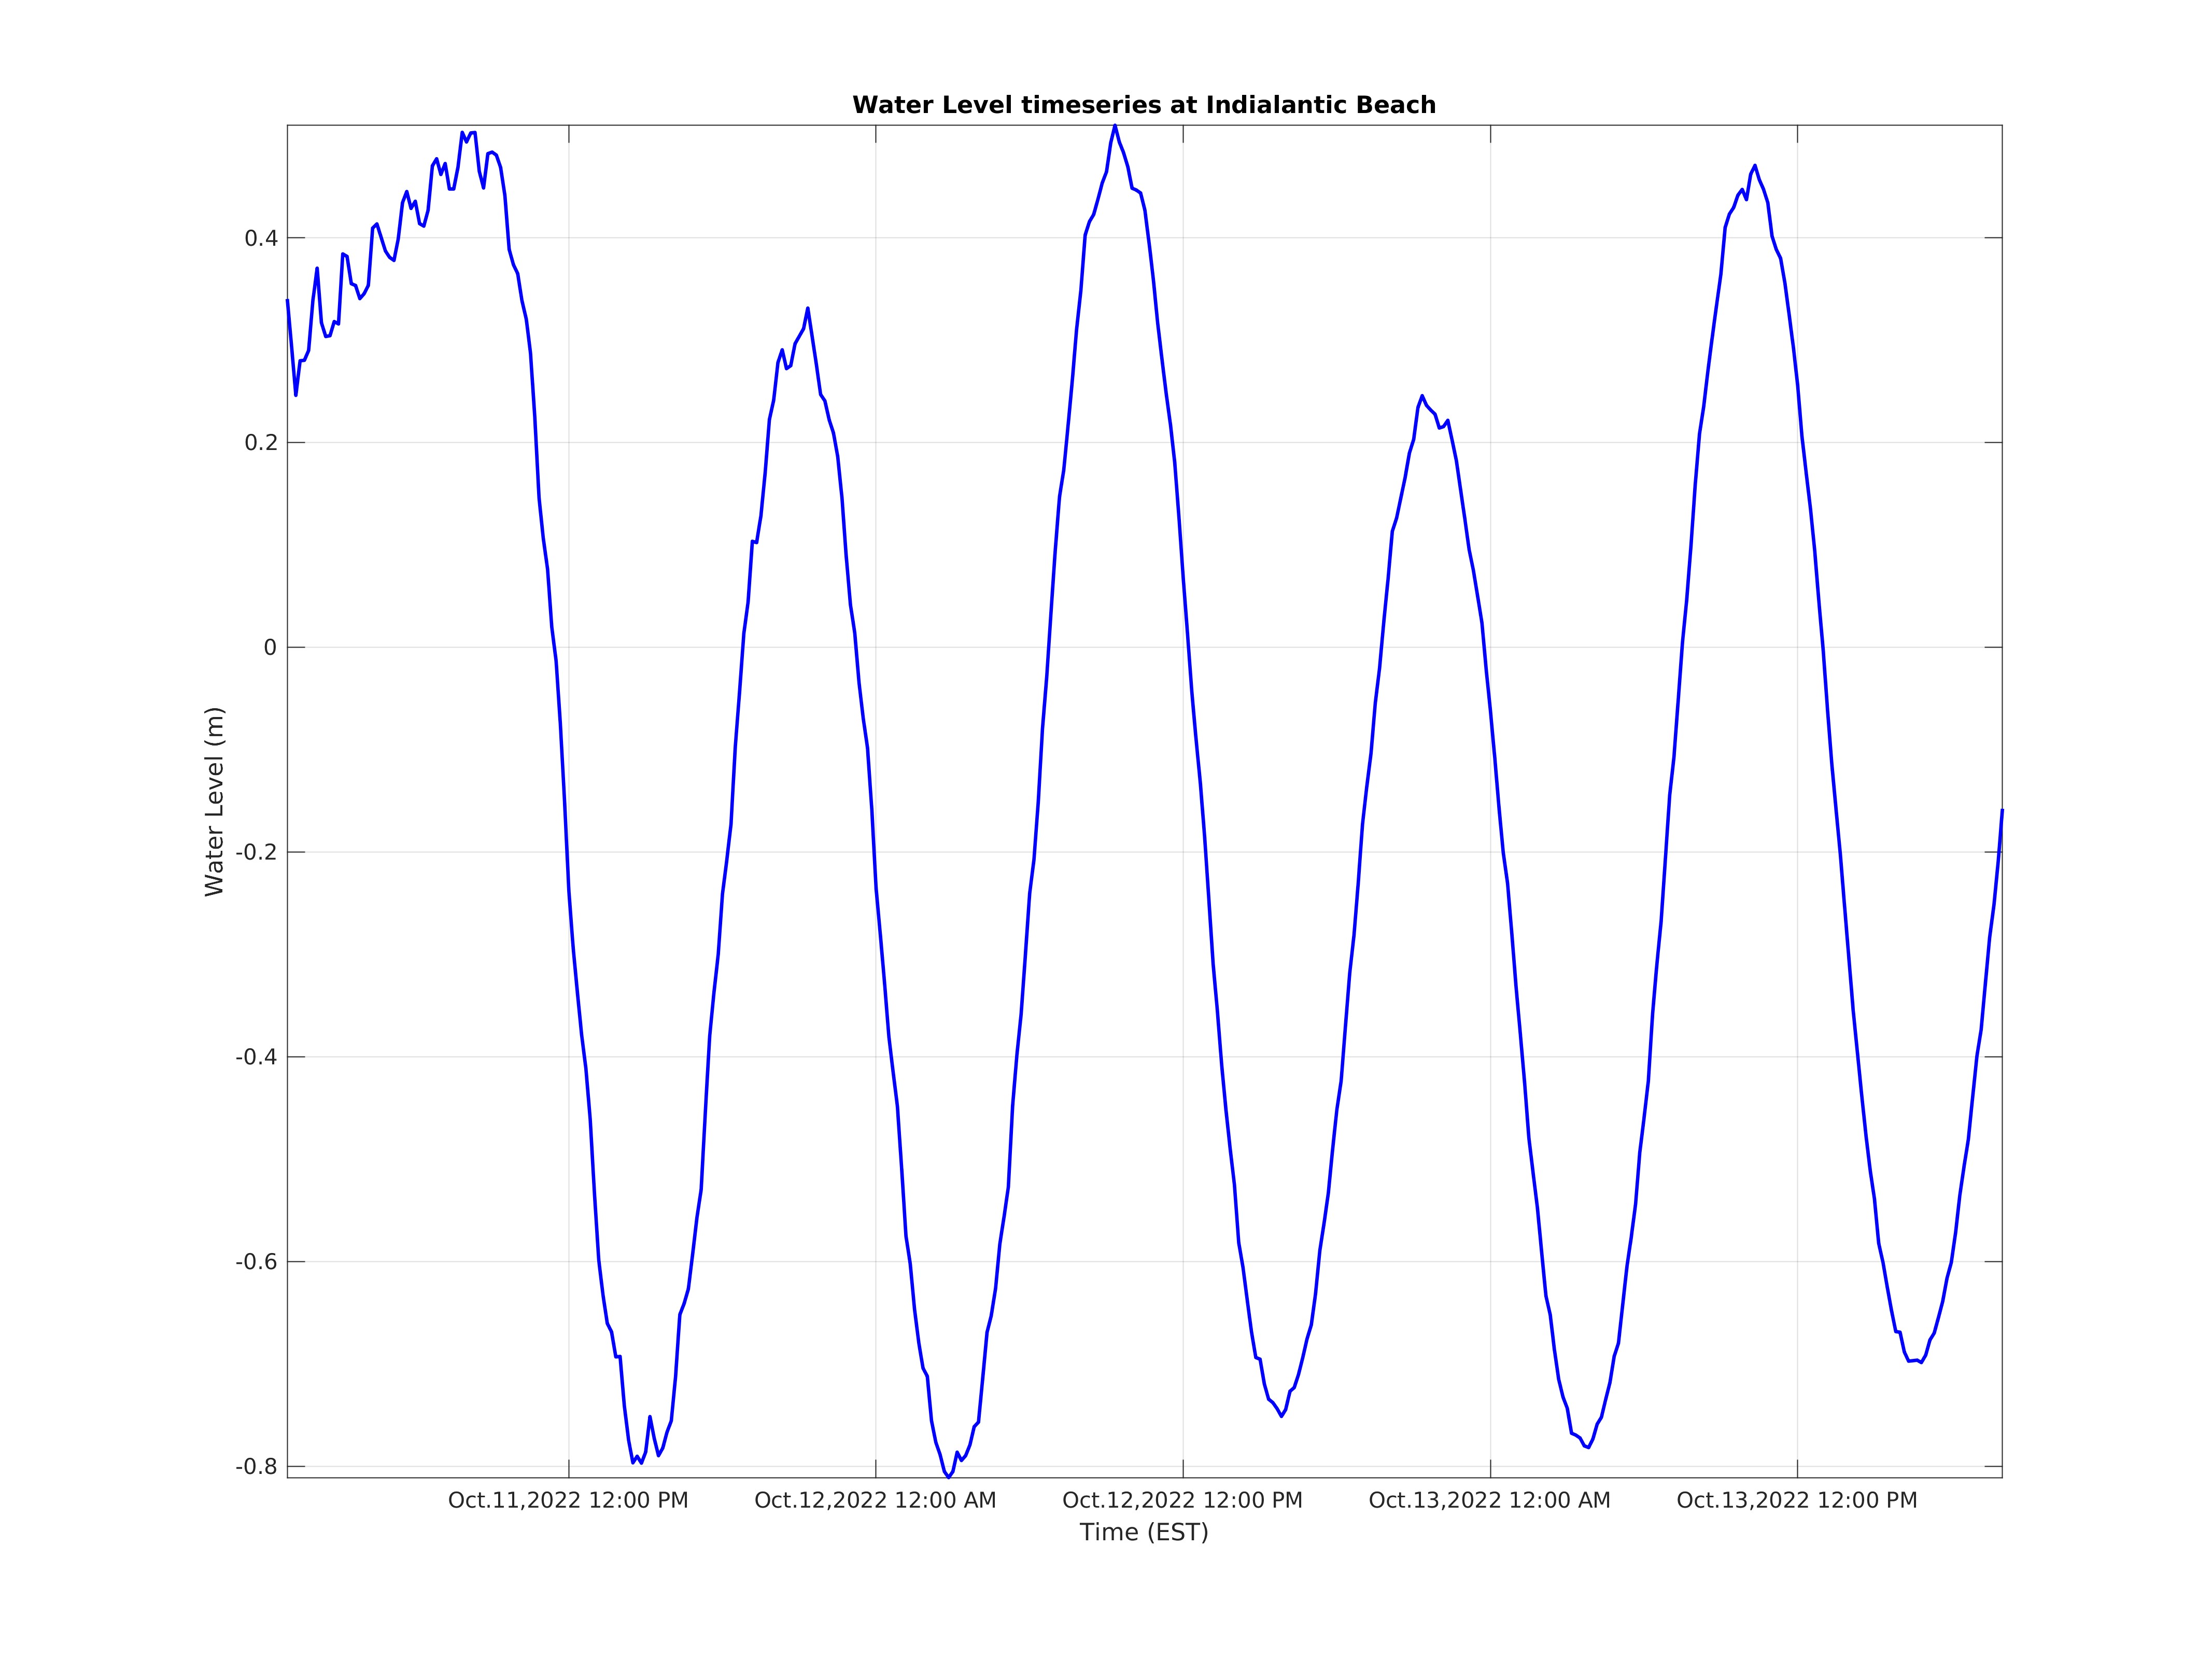 Water Level timeseries at Indialantic Beach
0.4
0.2
0
-0.2
-0.4
-0.6
-0.8
Water Level (m)
Oct.11,2022 12:00 PM
Oct.12,2022 12:00 AM
Oct.12,2022 12:00 PM
Oct.13,2022 12:00 AM
Oct.13,2022 12:00 PM
Time (EST)